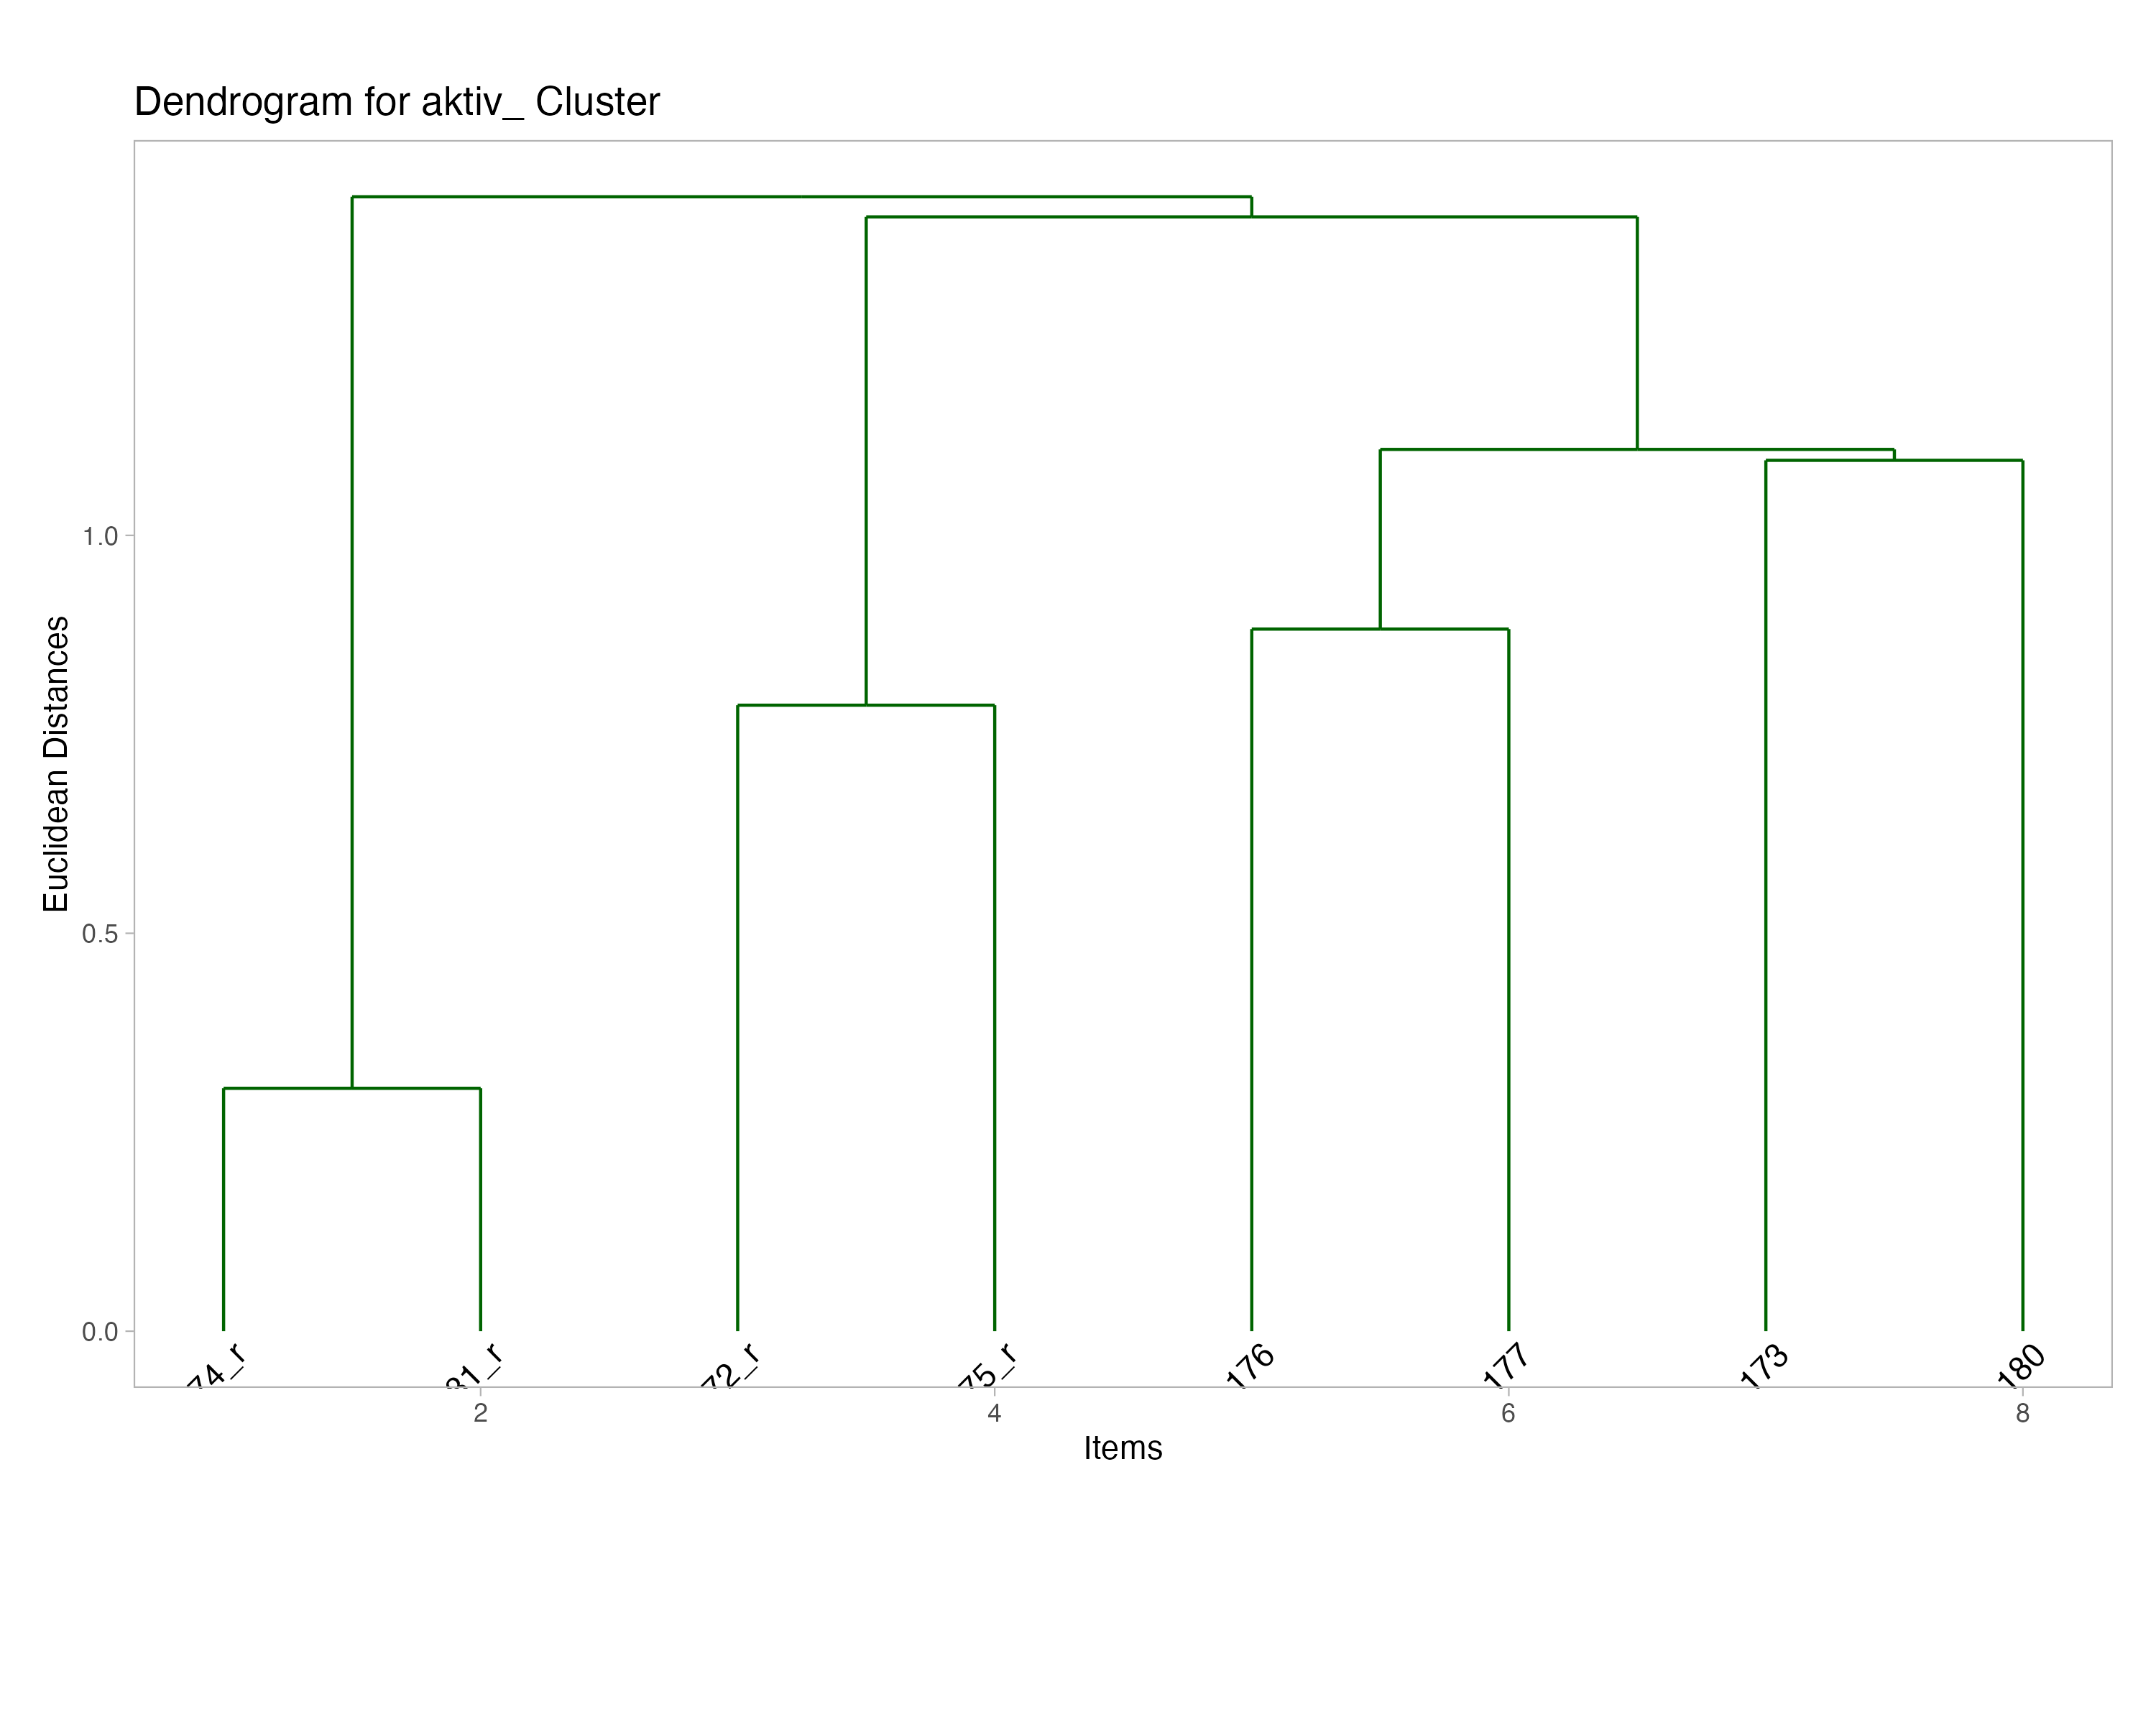 Dendrogram for aktiv_ Cluster
Euclidean Distances
1.0
0.5
0.0
74_r 81_r 72_r 75_r 176 177 173 180
2 4 6 8
Items